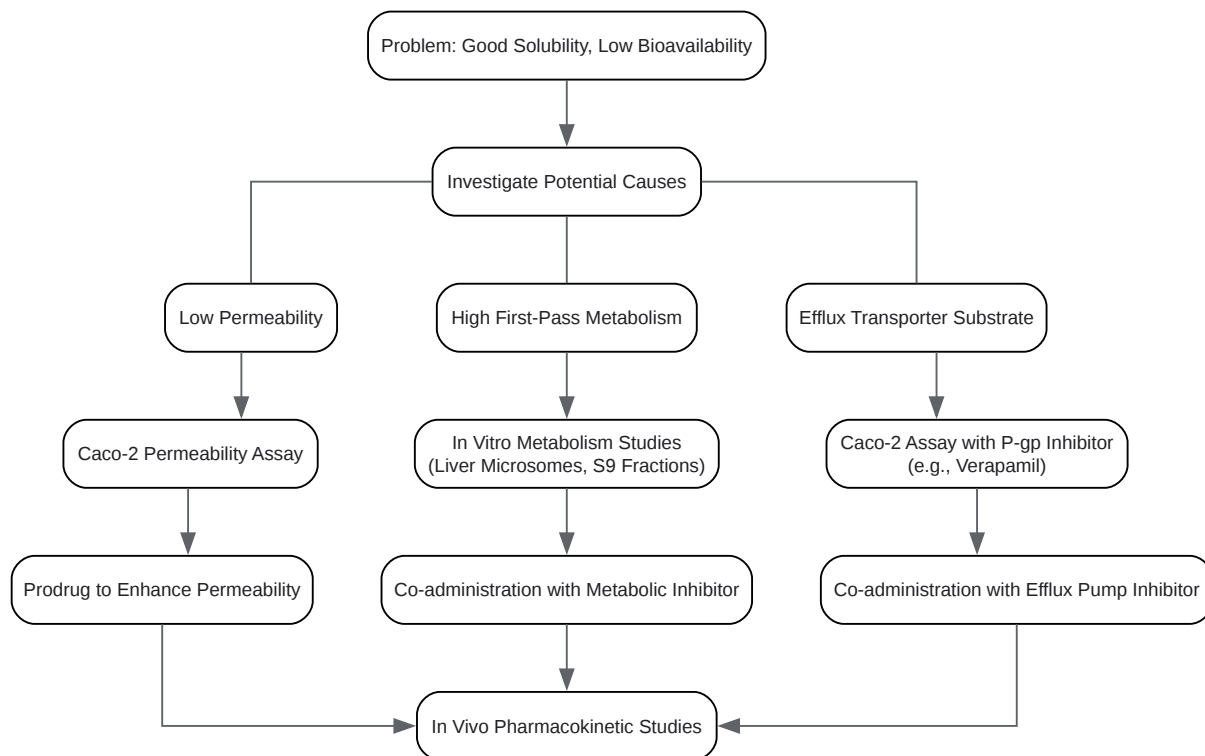 Problem: Good Solubility, Low Bioavailability
Investigate Potential Causes
Low Permeability
High First-Pass Metabolism
Efflux Transporter Substrate
Caco-2 Permeability Assay
In Vitro Metabolism Studies
(Liver Microsomes, S9 Fractions)
Caco-2 Assay with P-gp Inhibitor
(e.g., Verapamil)
Prodrug to Enhance Permeability
Co-administration with Metabolic Inhibitor
Co-administration with Efflux Pump Inhibitor
In Vivo Pharmacokinetic Studies